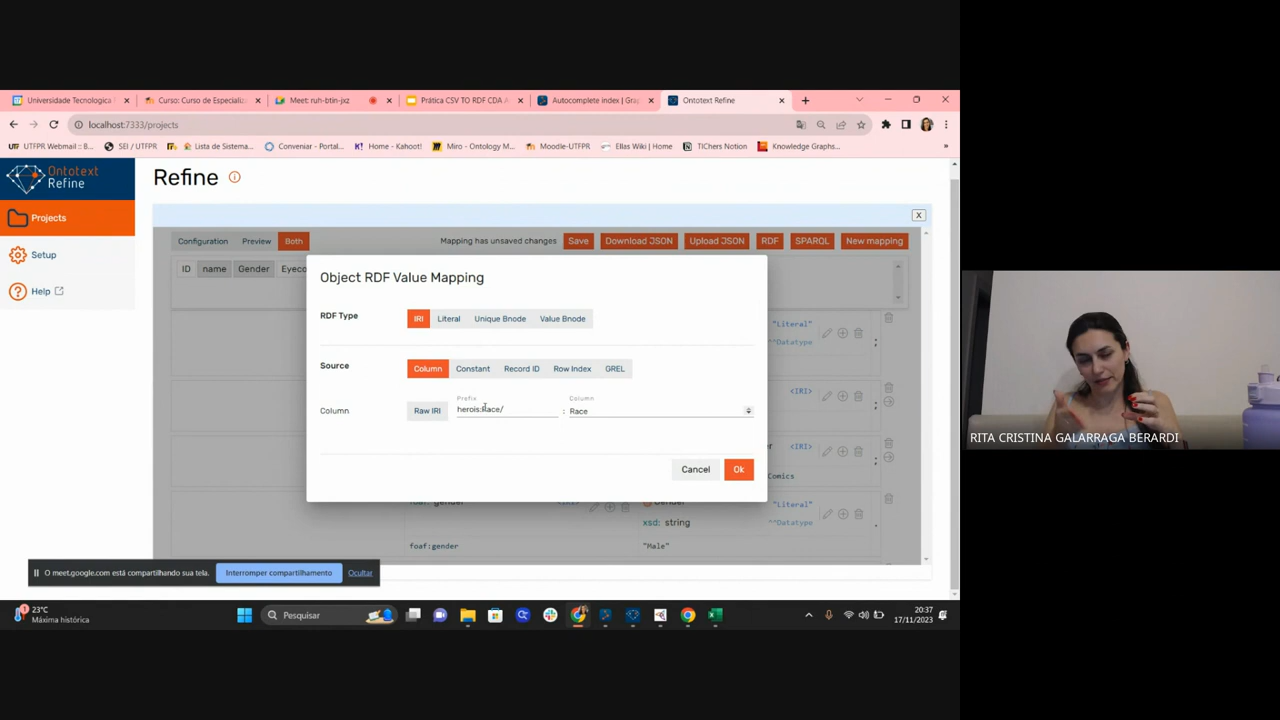 Universidade Tecnologica
Curso: Curso de Especializ
Meet: ruh-btin-jxz
Prática CSV TO RDF CDA A
Autocomplete index | Grap
Ontotext Refine
localhost:7333/projects
UTFPR Webmail :: B...
SEI / UTFPR
Lista de Sistema...
Conveniar - Portal...
Home - Kahoot!
Miro - Ontology M...
Moodle-UTFPR
Ellas Wiki | Home
TIChers Notion
Knowledge Graphs...
Ontotext
Refine
Refine
Projects
Setup
Help
X
Configuration Preview Both
Mapping has unsaved changes
Save
Download JSON
Upload JSON
RDF
SPARQL
New mapping
ID name Gender Eyeco
Object RDF Value Mapping
RDF Type
IRI Literal Unique Bnode Value Bnode
Source
Column Constant Record ID Row Index GREL
Column
Raw IRI
Prefix
: Race
Column
Cancel
Ok
"Literal"
^^Datatype
;
<IRI>
;
<IRI>
;
Comics
foaf: gender
<IRI>
Gender
"Literal"
xsd: string
^^Datatype
foaf:gender
"Male"
O meet.google.com está compartilhando sua tela.
Interromper compartilhamento
Ocultar
23°C
Máxima histórica
Pesquisar
20:37
17/11/2023
RITA CRISTINA GALARRAGA BERARDI